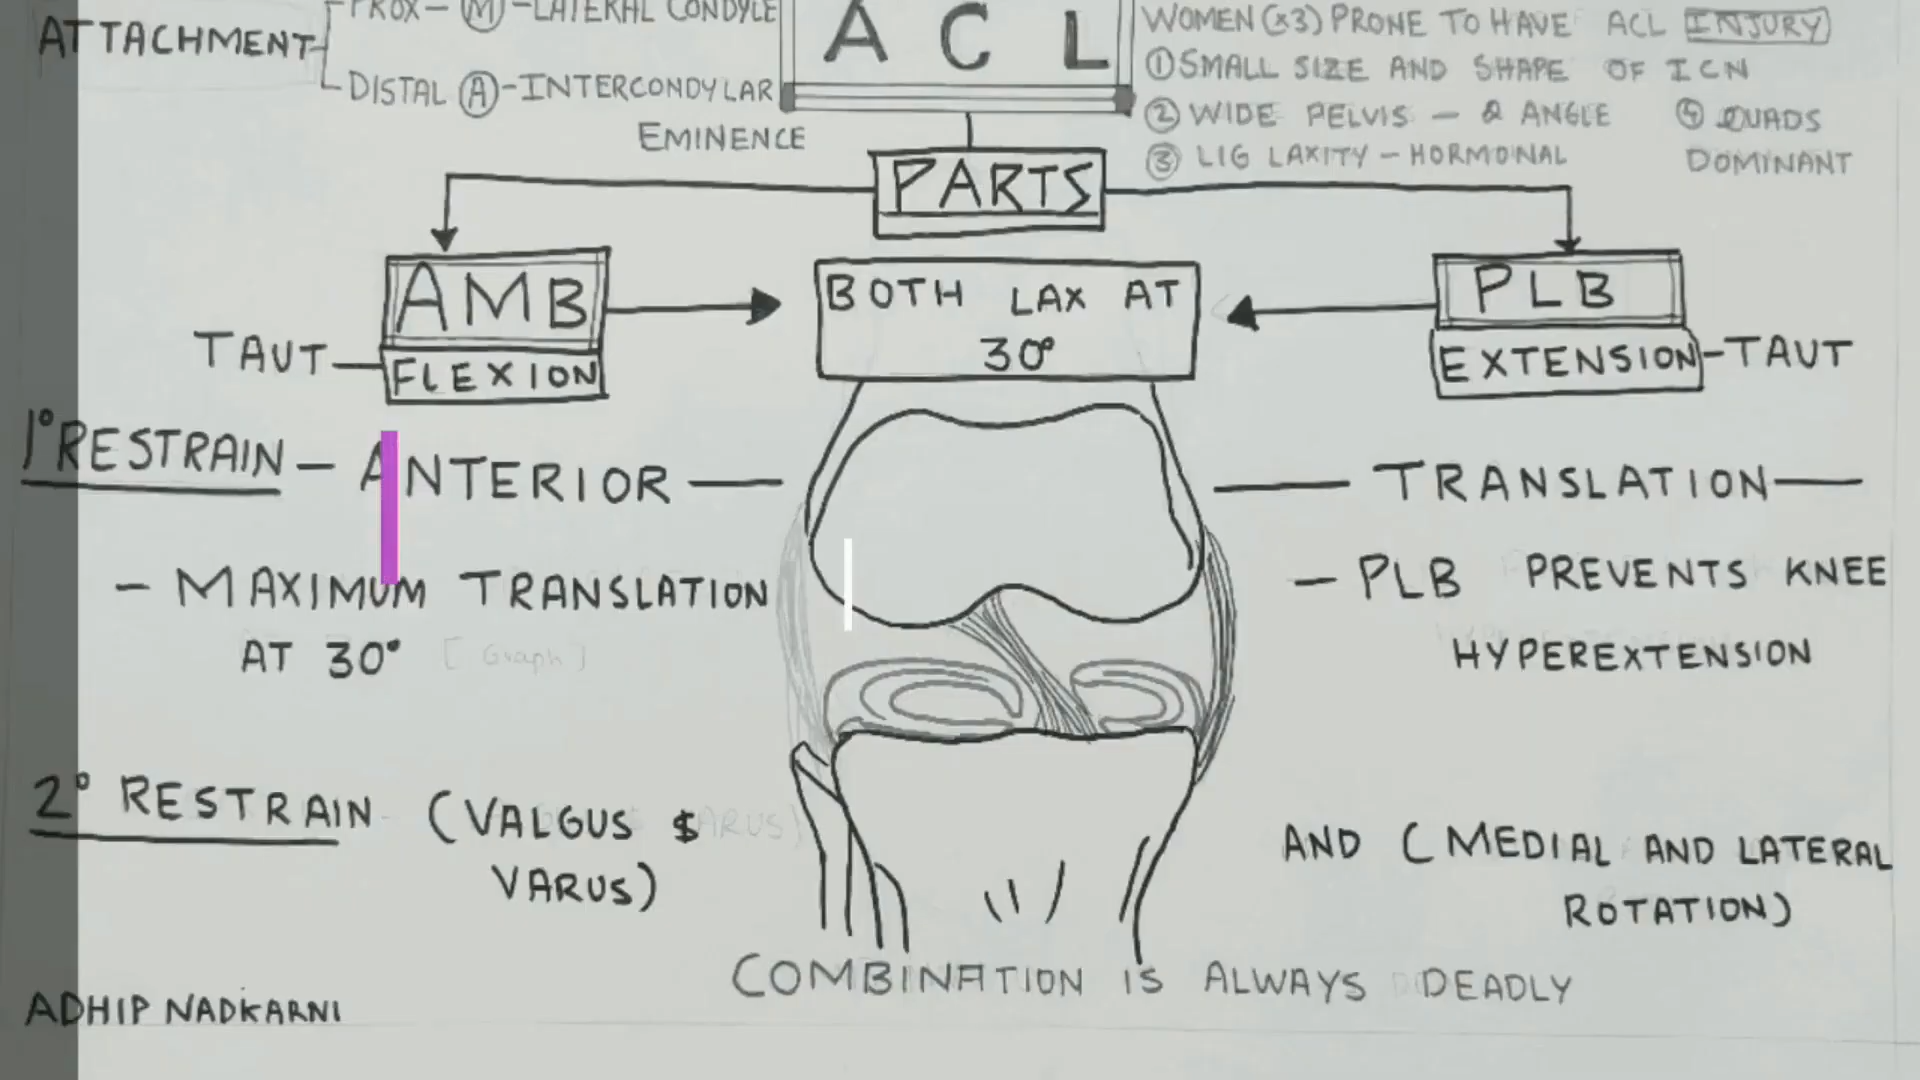 ATTACHMENT
PROX- (M) -LATERAL CONDYLE
DISTAL (A)-INTERCONDYLAR
EMINENCE
ACL
WOMEN (x3) PRONE TO HAVE ACL INJURY
① SMALL SIZE AND SHAPE OF ICN
② WIDE PELVIS - Q ANGLE
③ LIG LAXITY - HORMONAL
④ QUADS
DOMINANT
PARTS
AMB
FLEXION
TAUT
BOTH LAX AT
30°
PLB
EXTENSION-TAUT
1° RESTRAIN - ANTERIOR — — TRANSLATION —
- MAXIMUM TRANSLATION
AT 30°
[Graph]
- PLB PREVENTS KNEE
HYPEREXTENSION
2° RESTRAIN (VALGUS $
VARUS)
AND (MEDIAL AND LATERAL
ROTATION)
COMBINATION IS ALWAYS DEADLY
ADHIP NADKARNI